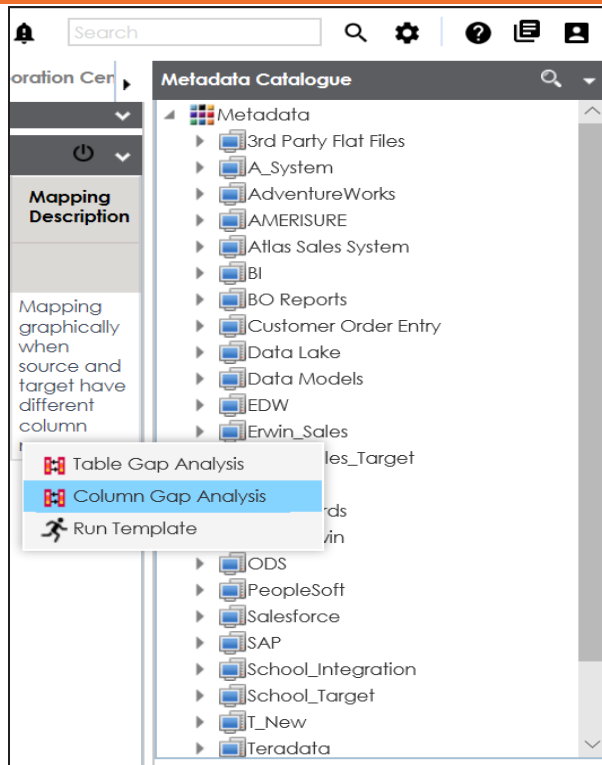 Search
oration Cen
Metadata Catalogue
Mapping
Description
Mapping
graphically
when
source and
target have
different
column
Metadata
3rd Party Flat Files
A_System
AdventureWorks
AMERISURE
Atlas Sales System
BI
BO Reports
Customer Order Entry
Data Lake
Data Models
EDW
Erwin_Sales
les_Target
rds
vin
ODS
PeopleSoft
Salesforce
SAP
School_Integration
School_Target
T_New
Teradata
Table Gap Analysis
Column Gap Analysis
Run Template